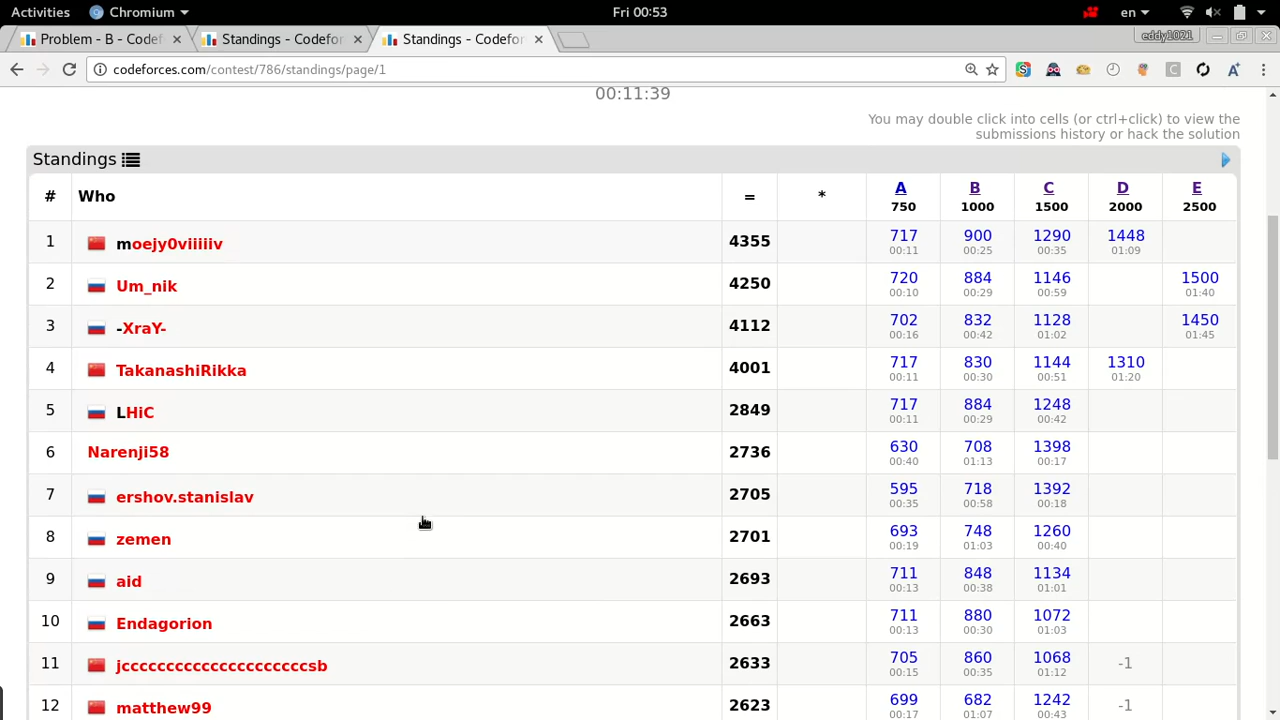 Activities Chromium Fri 00:53 en
Problem - B - Codef Standings - Codefor Standings - Codefor eddy1021
codeforces.com/contest/786/standings/page/1
00:11:39
You may double click into cells (or ctrl+click) to view the
submissions history or hack the solution
Standings
# Who = * A B C D E
750 1000 1500 2000 2500
1 moejy0viiiiiv 4355 717 900 1290 1448
00:11 00:25 00:35 01:09
2 Um_nik 4250 720 884 1146 1500
00:10 00:29 00:59 01:40
3 -XraY- 4112 702 832 1128 1450
00:16 00:42 01:02 01:45
4 TakanashiRikka 4001 717 830 1144 1310
00:11 00:30 00:51 01:20
5 LHiC 2849 717 884 1248
00:11 00:29 00:42
6 Narenji58 2736 630 708 1398
00:40 01:13 00:17
7 ershov.stanislav 2705 595 718 1392
00:35 00:58 00:18
8 zemen 2701 693 748 1260
00:19 01:03 00:40
9 aid 2693 711 848 1134
00:13 00:38 01:01
10 Endagorion 2663 711 880 1072
00:13 00:30 01:03
11 jccccccccccccccccccccccsb 2633 705 860 1068 -1
00:15 00:35 01:12
12 matthew99 2623 699 682 1242 -1
00:17 01:07 00:43